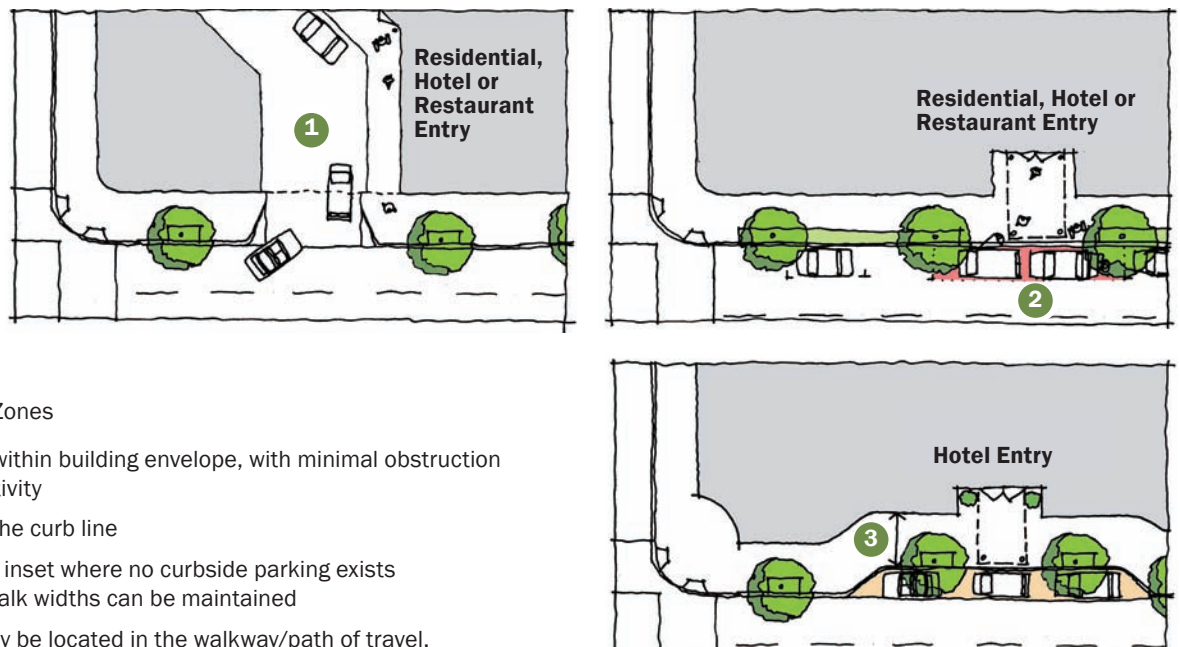 Residential,
Hotel or
Restaurant
Entry
1
Residential, Hotel or
Restaurant Entry
2
Hotel Entry
3
Zones
within building envelope, with minimal obstruction
ivity
he curb line
inset where no curbside parking exists
alk widths can be maintained
y be located in the walkway/path of travel.